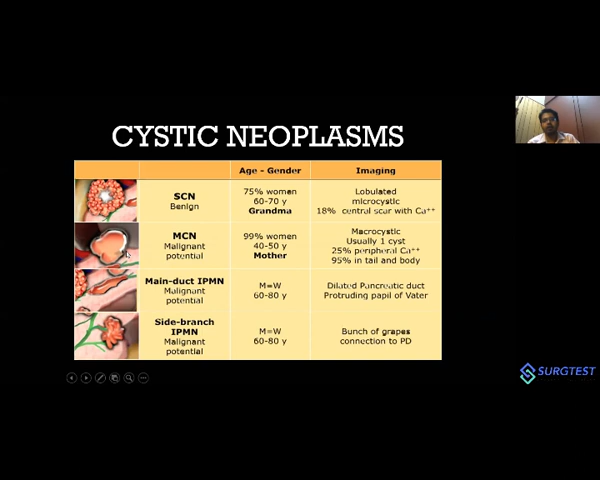 CYSTIC NEOPLASMS
Age - Gender
Imaging
SCN
Benign
75% women
60-70 y
Grandma
Lobulated
microcystic
18% central scar with Ca⁺⁺
MCN
Malignant
potential
99% women
40-50 y
Mother
Macrocystic
Usually 1 cyst
25% peripheral Ca⁺⁺
95% in tail and body
Main-duct IPMN
Malignant
potential
M=W
60-80 y
Dilated Pancreatic duct
Protruding papil of Vater
Side-branch
IPMN
Malignant
potential
M=W
60-80 y
Bunch of grapes
connection to PD
SURGTEST